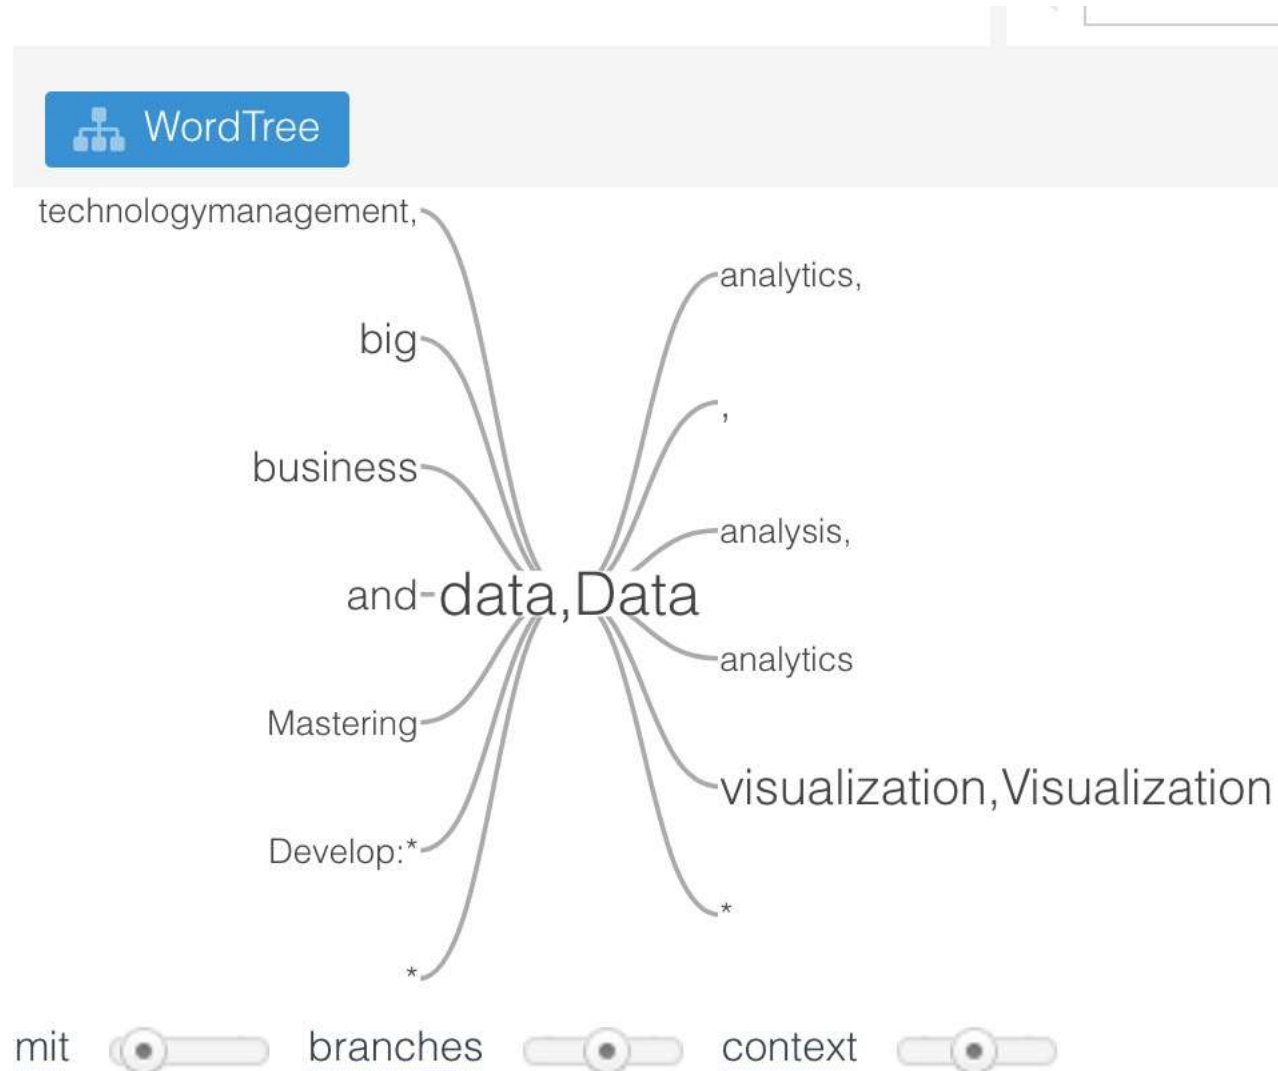 WordTree
technologymanagement,
analytics,
big
,
business
analysis,
and
data,Data
analytics
Mastering
visualization,Visualization
Develop:*
*
*
mit branches context